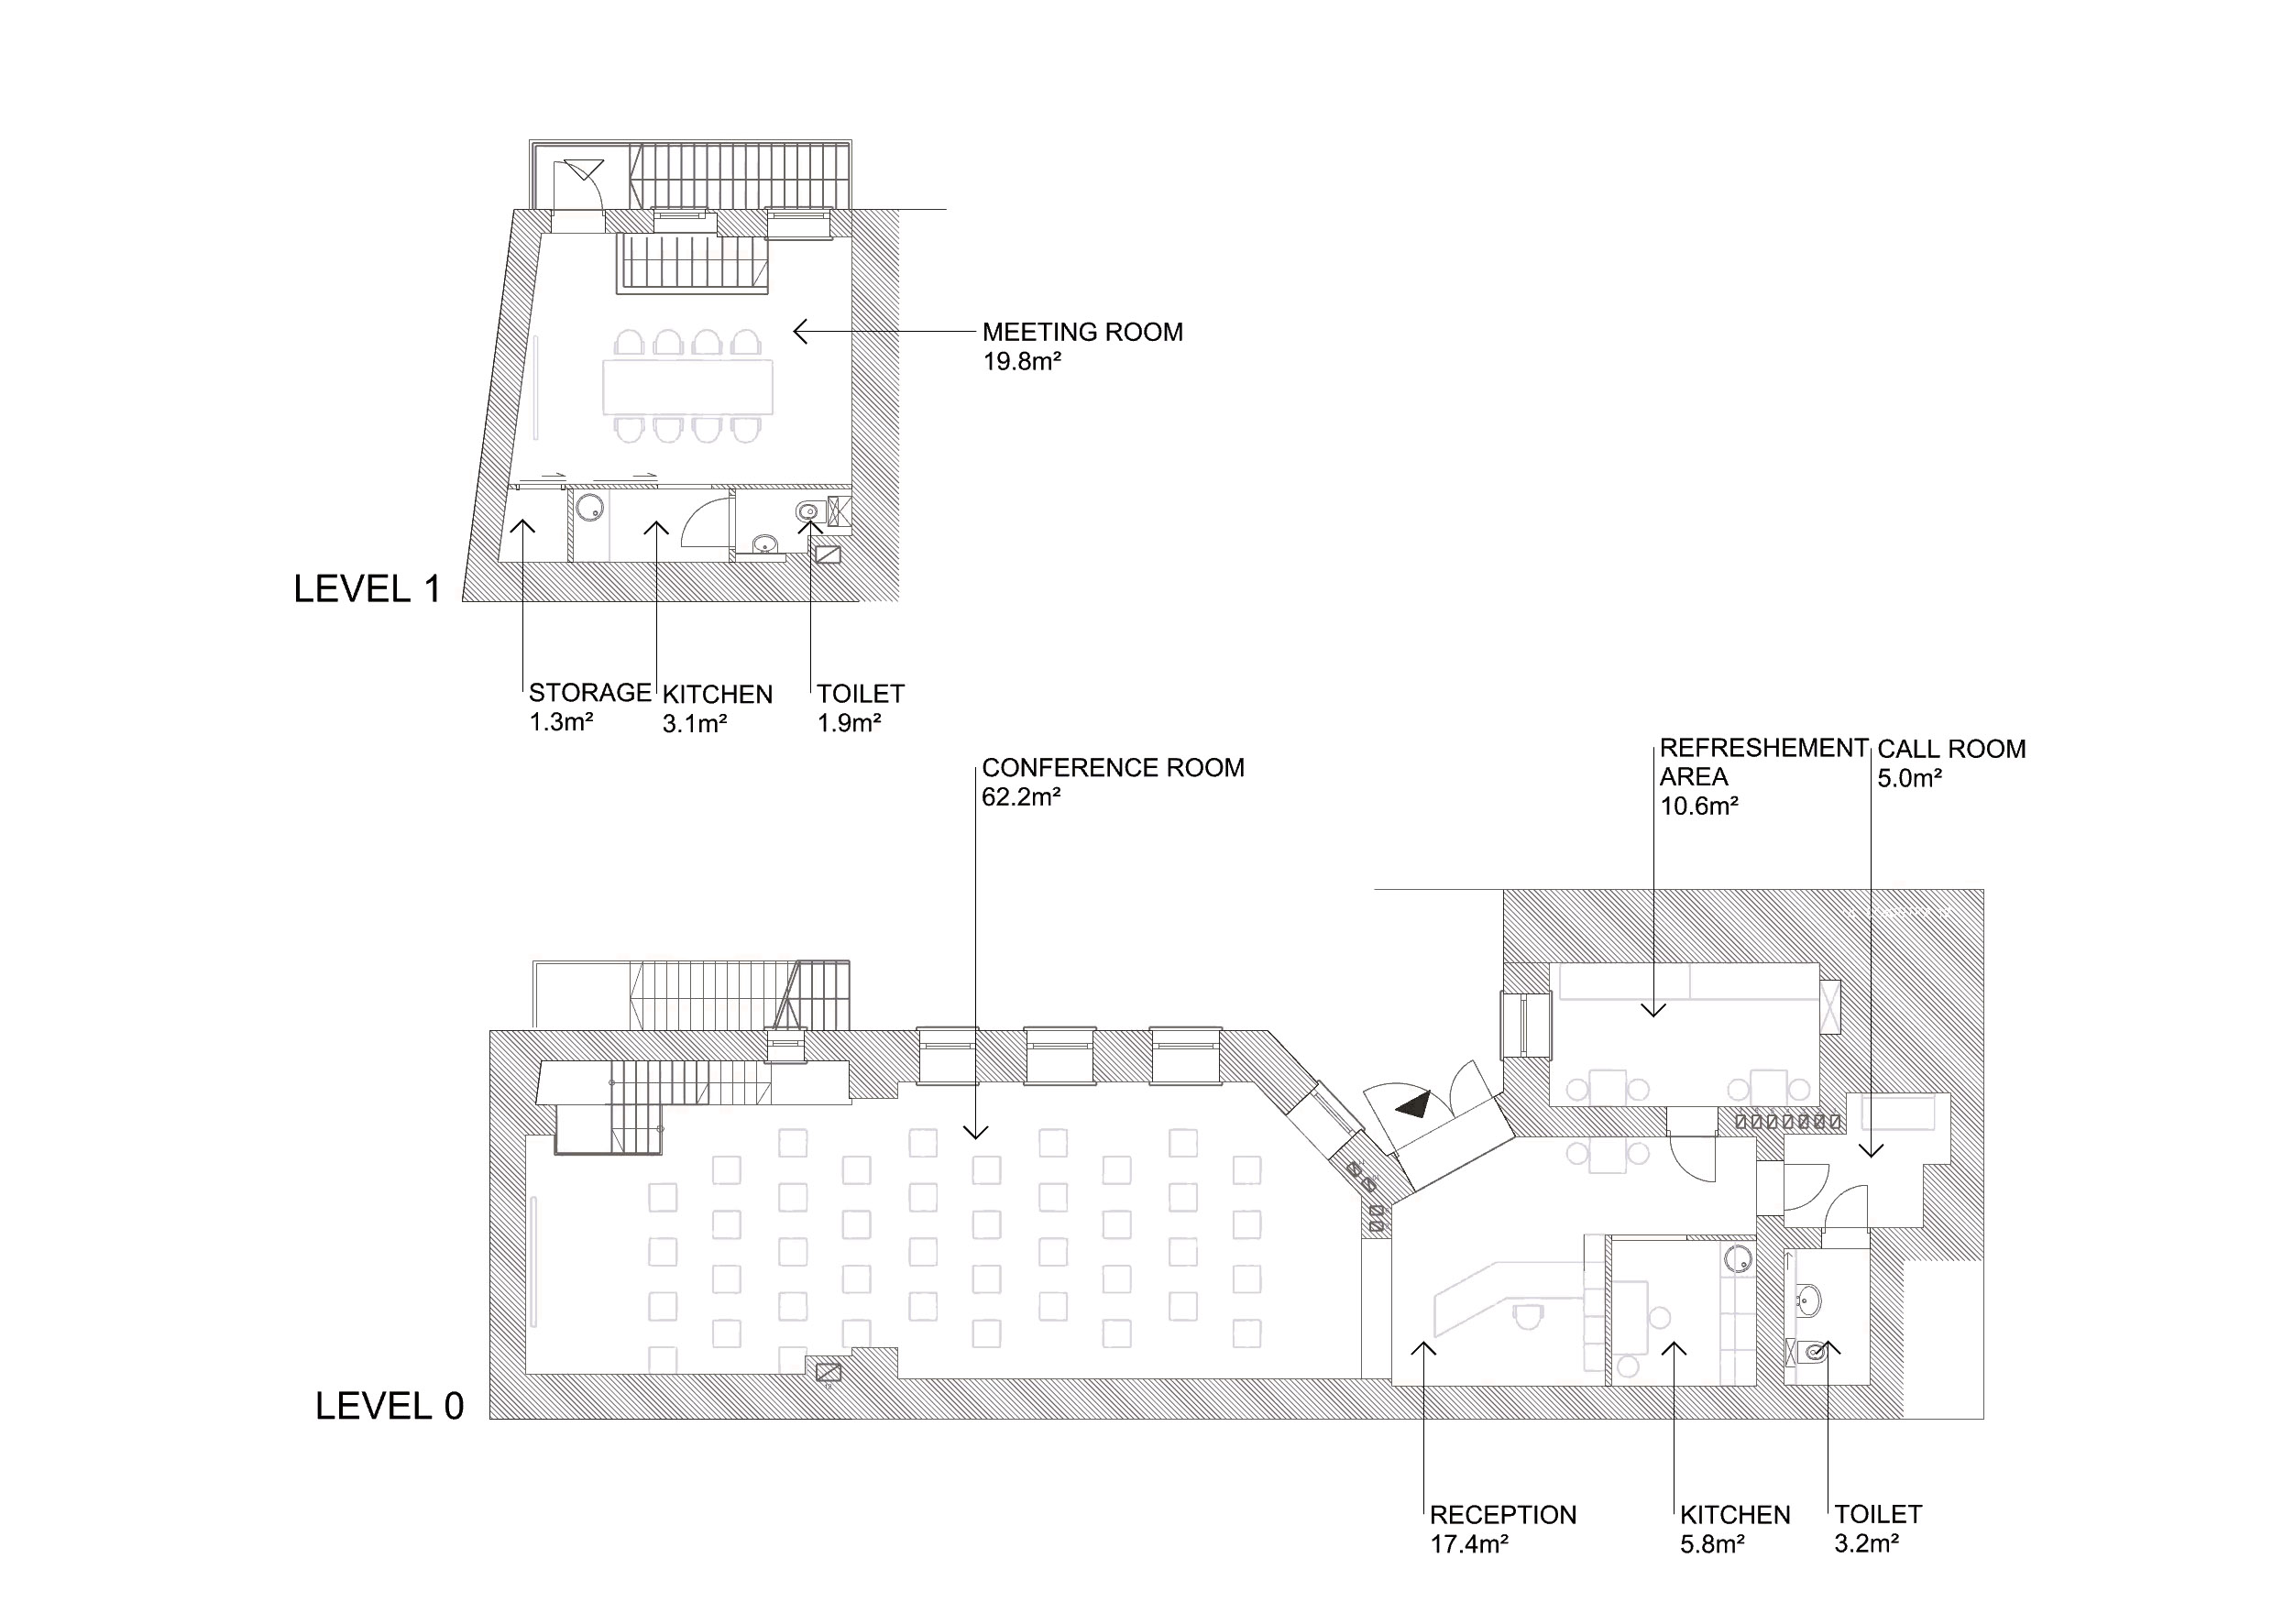 MEETING ROOM
19.8m²
LEVEL 1
STORAGE
1.3m²
KITCHEN
3.1m²
TOILET
1.9m²
CONFERENCE ROOM
62.2m²
REFRESHEMENT
AREA
10.6m²
CALL ROOM
5.0m²
LEVEL 0
RECEPTION
17.4m²
KITCHEN
5.8m²
TOILET
3.2m²